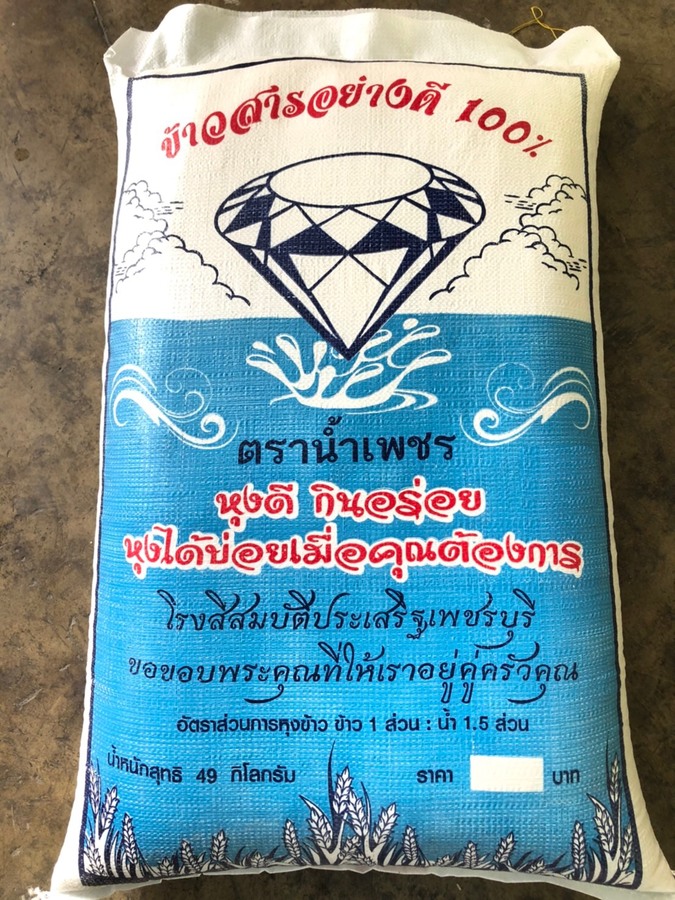 ข้าวสารอย่างดี 100%
ตราน้ำเพชร
หุงดี กินอร่อย
หุงได้บ่อยเมื่อคุณต้องการ
โรงสีสมบัติประเสริฐเพชรบุรี
ขอขอบพระคุณที่ให้เราอยู่คู่ครัวคุณ
อัตราส่วนการหุงข้าว ข้าว 1 ส่วน : น้ำ 1.5 ส่วน
น้ำหนักสุทธิ 49 กิโลกรัม ราคา บาท